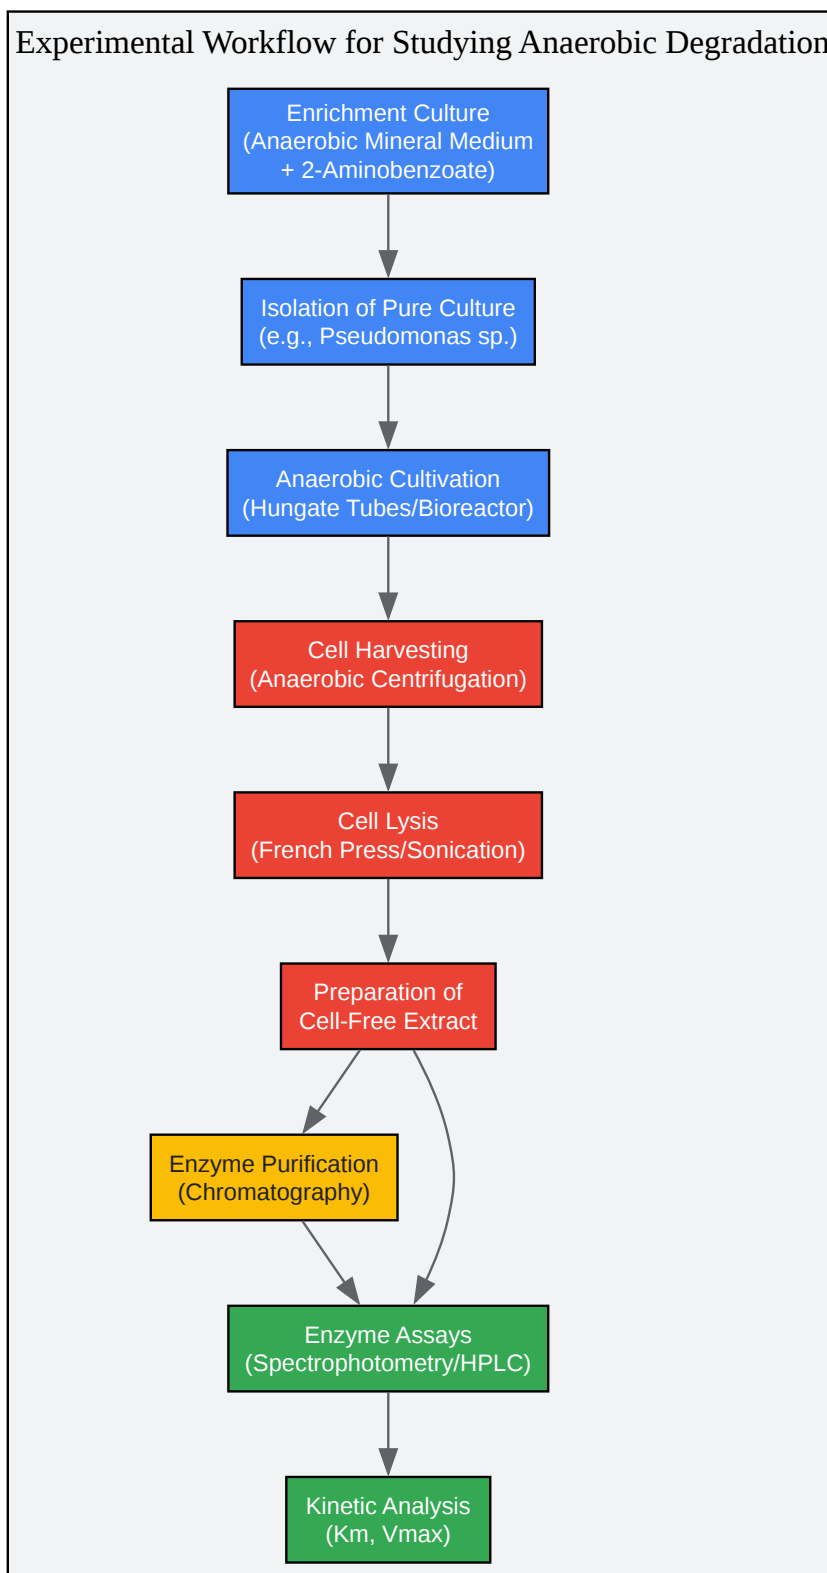 Experimental Workflow for Studying Anaerobic Degradation
Enrichment Culture
(Anaerobic Mineral Medium
+ 2-Aminobenzoate)
Isolation of Pure Culture
(e.g., Pseudomonas sp.)
Anaerobic Cultivation
(Hungate Tubes/Bioreactor)
Cell Harvesting
(Anaerobic Centrifugation)
Cell Lysis
(French Press/Sonication)
Preparation of
Cell-Free Extract
Enzyme Purification
(Chromatography)
Enzyme Assays
(Spectrophotometry/HPLC)
Kinetic Analysis
(Km, Vmax)